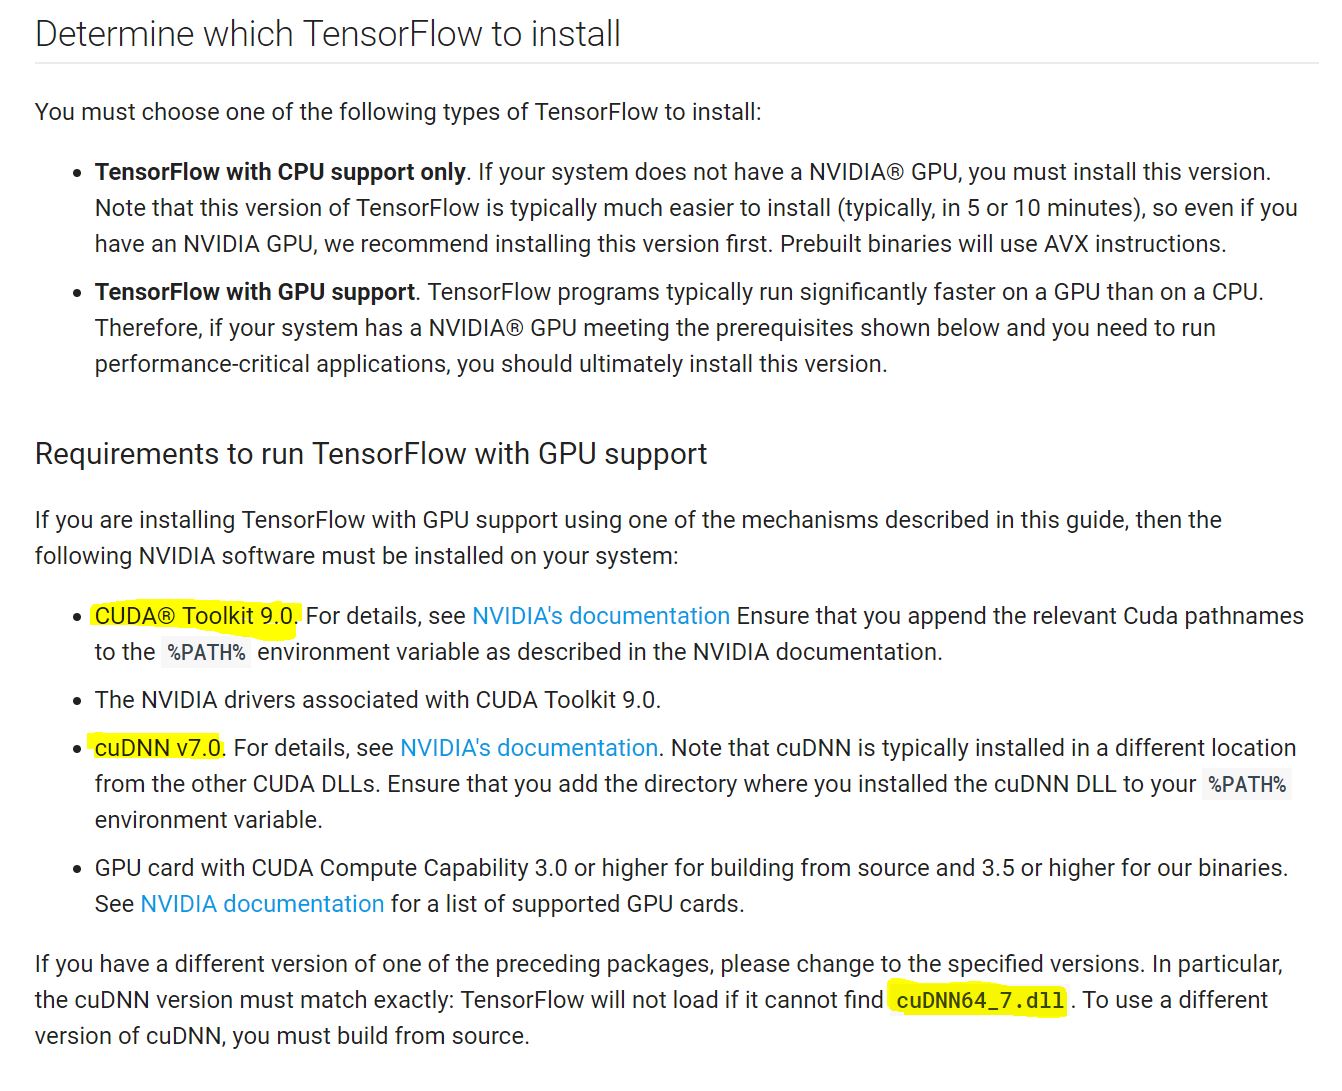 Determine which TensorFlow to install
You must choose one of the following types of TensorFlow to install:
• TensorFlow with CPU support only. If your system does not have a NVIDIA® GPU, you must install this version.
Note that this version of TensorFlow is typically much easier to install (typically, in 5 or 10 minutes), so even if you
have an NVIDIA GPU, we recommend installing this version first. Prebuilt binaries will use AVX instructions.
• TensorFlow with GPU support. TensorFlow programs typically run significantly faster on a GPU than on a CPU.
Therefore, if your system has a NVIDIA® GPU meeting the prerequisites shown below and you need to run
performance-critical applications, you should ultimately install this version.
Requirements to run TensorFlow with GPU support
If you are installing TensorFlow with GPU support using one of the mechanisms described in this guide, then the
following NVIDIA software must be installed on your system:
• CUDA® Toolkit 9.0. For details, see NVIDIA's documentation Ensure that you append the relevant Cuda pathnames
to the %PATH% environment variable as described in the NVIDIA documentation.
• The NVIDIA drivers associated with CUDA Toolkit 9.0.
• cuDNN v7.0. For details, see NVIDIA's documentation. Note that cuDNN is typically installed in a different location
from the other CUDA DLLs. Ensure that you add the directory where you installed the cuDNN DLL to your %PATH%
environment variable.
• GPU card with CUDA Compute Capability 3.0 or higher for building from source and 3.5 or higher for our binaries.
See NVIDIA documentation for a list of supported GPU cards.
If you have a different version of one of the preceding packages, please change to the specified versions. In particular,
the cuDNN version must match exactly: TensorFlow will not load if it cannot find cuDNN64_7.dll. To use a different
version of cuDNN, you must build from source.